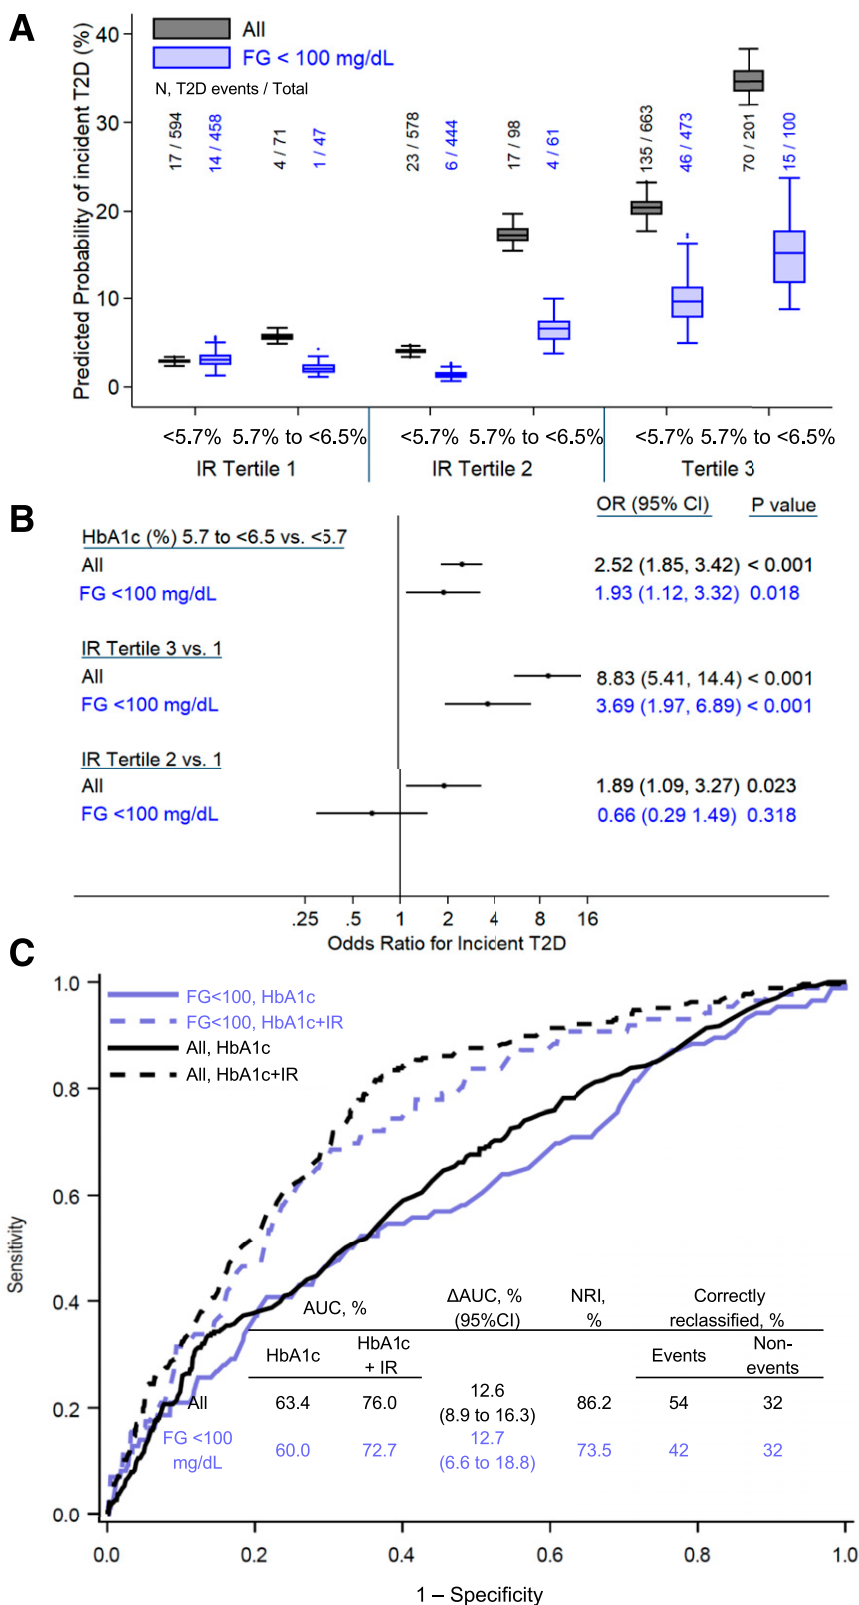 A
Predicted Probability of incident T2D (%)
40
30
20
10
0
All
FG < 100 mg/dL
N, T2D events / Total
17 / 594
14 / 458
4 / 71
1 / 47
23 / 578
6 / 444
17 / 98
4 / 61
135 / 663
46 / 473
70 / 201
15 / 100
<5.7% 5.7% to <6.5% <5.7% 5.7% to <6.5% <5.7% 5.7% to <6.5%
IR Tertile 1 IR Tertile 2 Tertile 3
B
OR (95% CI) P value
HbA1c (%) 5.7 to <6.5 vs. <5.7
All 2.52 (1.85, 3.42) < 0.001
FG <100 mg/dL 1.93 (1.12, 3.32) 0.018
IR Tertile 3 vs. 1
All 8.83 (5.41, 14.4) < 0.001
FG <100 mg/dL 3.69 (1.97, 6.89) < 0.001
IR Tertile 2 vs. 1
All 1.89 (1.09, 3.27) 0.023
FG <100 mg/dL 0.66 (0.29 1.49) 0.318
.25 .5 1 2 4 8 16
Odds Ratio for Incident T2D
C
Sensitivity
1.0
0.8
0.6
0.4
0.2
0.0
FG<100, HbA1c
FG<100, HbA1c+IR
All, HbA1c
All, HbA1c+IR
AUC, % ΔAUC, % NRI, Correctly
(95%CI) % reclassified, %
HbA1c HbA1c Events Non-
+ IR events
All 63.4 76.0 12.6 86.2 54 32
(8.9 to 16.3)
FG <100 60.0 72.7 12.7 73.5 42 32
mg/dL (6.6 to 18.8)
0.0 0.2 0.4 0.6 0.8 1.0
1 – Specificity